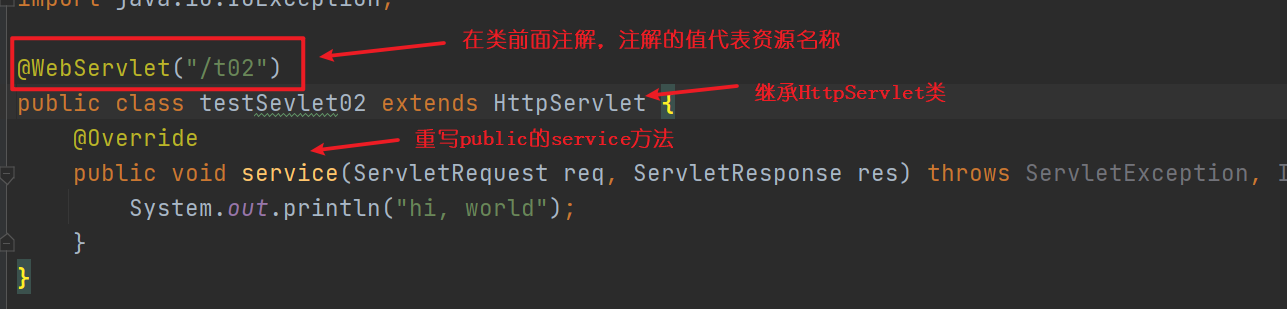 import java.io.IOException;
在类前面注解，注解的值代表资源名称
@WebServlet("/t02")
public class testSevlet02 extends HttpServlet {
继承HttpServlet类
@Override
重写public的service方法
public void service(ServletRequest req, ServletResponse res) throws ServletException, I
System.out.println("hi, world");
}
}